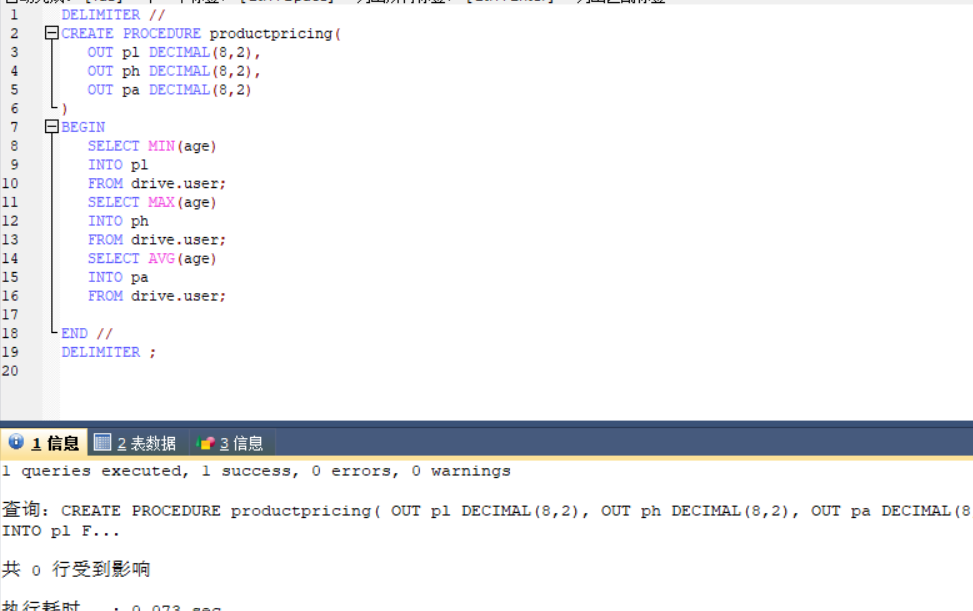 1 DELIMITER //
2 CREATE PROCEDURE productpricing(
3 OUT pl DECIMAL(8,2),
4 OUT ph DECIMAL(8,2),
5 OUT pa DECIMAL(8,2)
6 )
7 BEGIN
8 SELECT MIN(age)
9 INTO pl
10 FROM drive.user;
11 SELECT MAX(age)
12 INTO ph
13 FROM drive.user;
14 SELECT AVG(age)
15 INTO pa
16 FROM drive.user;
17
18 END //
19 DELIMITER ;
20
1 信息 2 表数据 3 信息
1 queries executed, 1 success, 0 errors, 0 warnings
查询: CREATE PROCEDURE productpricing( OUT pl DECIMAL(8,2), OUT ph DECIMAL(8,2), OUT pa DECIMAL(8
INTO pl F...
共 0 行受到影响
执行耗时 : 0.073 sec